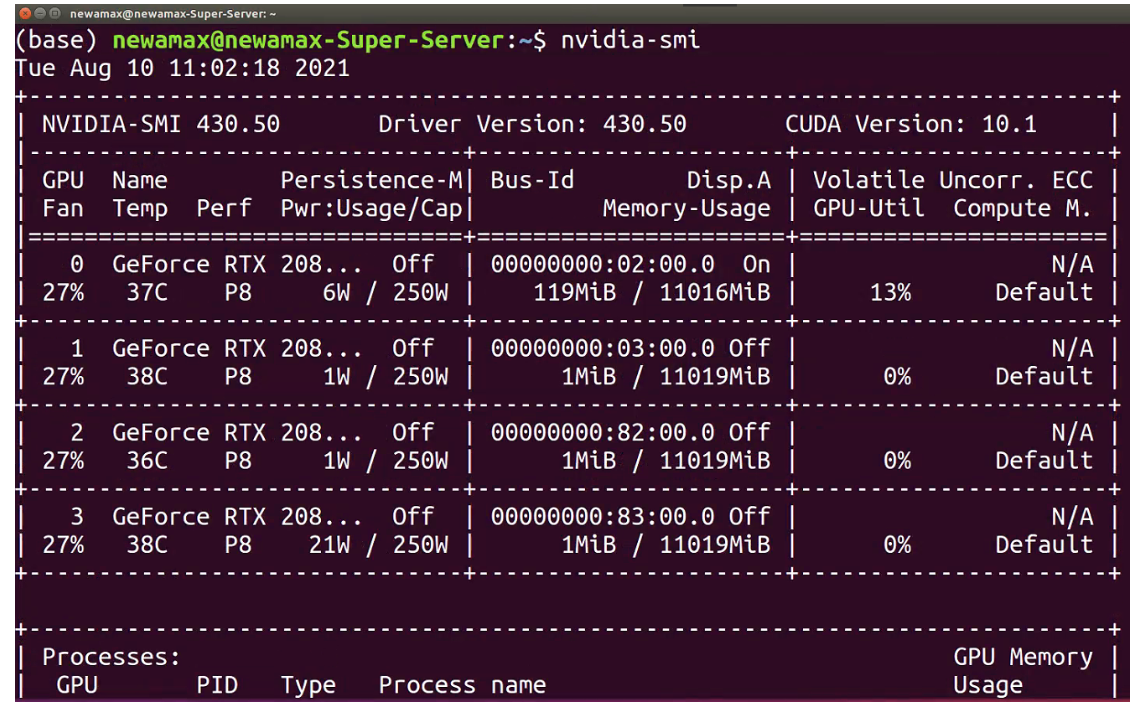 newamax@newamax-Super-Server: ~
(base) newamax@newamax-Super-Server:~$ nvidia-smi
Tue Aug 10 11:02:18 2021
+-----------------------------------------------------------------------------+
| NVIDIA-SMI 430.50       Driver Version: 430.50       CUDA Version: 10.1     |
|-------------------------------+----------------------+----------------------+
| GPU  Name        Persistence-M| Bus-Id        Disp.A | Volatile Uncorr. ECC |
| Fan  Temp  Perf  Pwr:Usage/Cap|         Memory-Usage | GPU-Util  Compute M. |
|===============================+======================+======================|
|   0  GeForce RTX 208...  Off  | 00000000:02:00.0  On |                  N/A |
| 27%   37C    P8     6W / 250W |    119MiB / 11016MiB |     13%      Default |
+-------------------------------+----------------------+----------------------+
|   1  GeForce RTX 208...  Off  | 00000000:03:00.0 Off |                  N/A |
| 27%   38C    P8     1W / 250W |      1MiB / 11019MiB |      0%      Default |
+-------------------------------+----------------------+----------------------+
|   2  GeForce RTX 208...  Off  | 00000000:82:00.0 Off |                  N/A |
| 27%   36C    P8     1W / 250W |      1MiB / 11019MiB |      0%      Default |
+-------------------------------+----------------------+----------------------+
|   3  GeForce RTX 208...  Off  | 00000000:83:00.0 Off |                  N/A |
| 27%   38C    P8    21W / 250W |      1MiB / 11019MiB |      0%      Default |
+-------------------------------+----------------------+----------------------+
+-----------------------------------------------------------------------------+
| Processes:                                                       GPU Memory |
|  GPU       PID   Type   Process name                             Usage      |